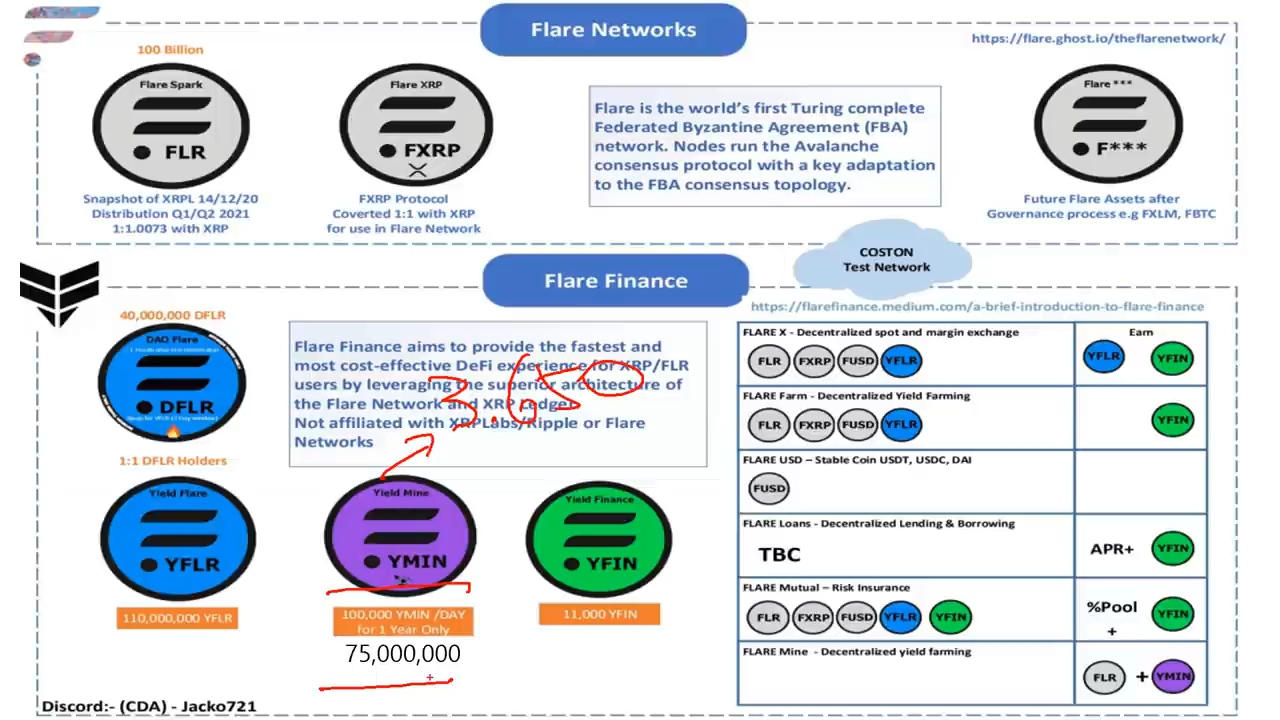 Flare Networks
https://flare.ghost.io/theflarenetwork/
100 Billion
Flare Spark
FLR
Snapshot of XRPL 14/12/20
Distribution Q1/Q2 2021
1:1.0073 with XRP
Flare XRP
FXRP
FXRP Protocol
Coverted 1:1 with XRP
for use in Flare Network
Flare is the world's first Turing complete
Federated Byzantine Agreement (FBA)
network. Nodes run the Avalanche
consensus protocol with a key adaptation
to the FBA consensus topology.
Flare ***
F***
Future Flare Assets after
Governance process e.g FXLM, FBTC
COSTON
Test Network
Flare Finance
https://flarefinance.medium.com/a-brief-introduction-to-flare-finance
40,000,000 DFLR
DAO Flare
DFLR
1:1 DFLR Holders
Yield Flare
YFLR
110,000,000 YFLR
Flare Finance aims to provide the fastest and
most cost-effective DeFi experience for XRP/FLR
users by leveraging the superior architecture of
the Flare Network and XRP Ledger
Not affiliated with XRPLabs/Ripple or Flare
Networks
3.650
Yield Mine
YMIN
100,000 YMIN /DAY
for 1 Year Only
75,000,000
Yield Finance
YFIN
11,000 YFIN
FLARE X - Decentralized spot and margin exchange
Earn
FLR FXRP FUSD YFLR
YFLR YFIN
FLARE Farm - Decentralized Yield Farming
FLR FXRP FUSD YFLR
YFIN
FLARE USD – Stable Coin USDT, USDC, DAI
FUSD
FLARE Loans - Decentralized Lending & Borrowing
TBC
APR+ YFIN
FLARE Mutual – Risk Insurance
FLR FXRP FUSD YFLR YFIN
%Pool + YFIN
FLARE Mine - Decentralized yield farming
FLR + YMIN
Discord:- (CDA) - Jacko721